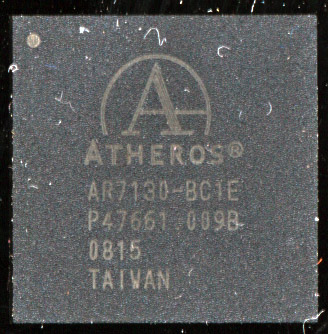 ATHEROS®
AR7130-BC1E
P47661.009B
0815
TAIWAN